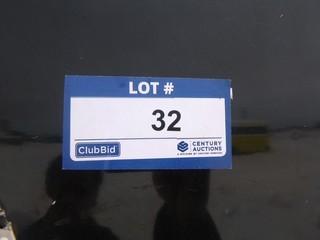 LOT #
32
ClubBid
CENTURY
AUCTIONS